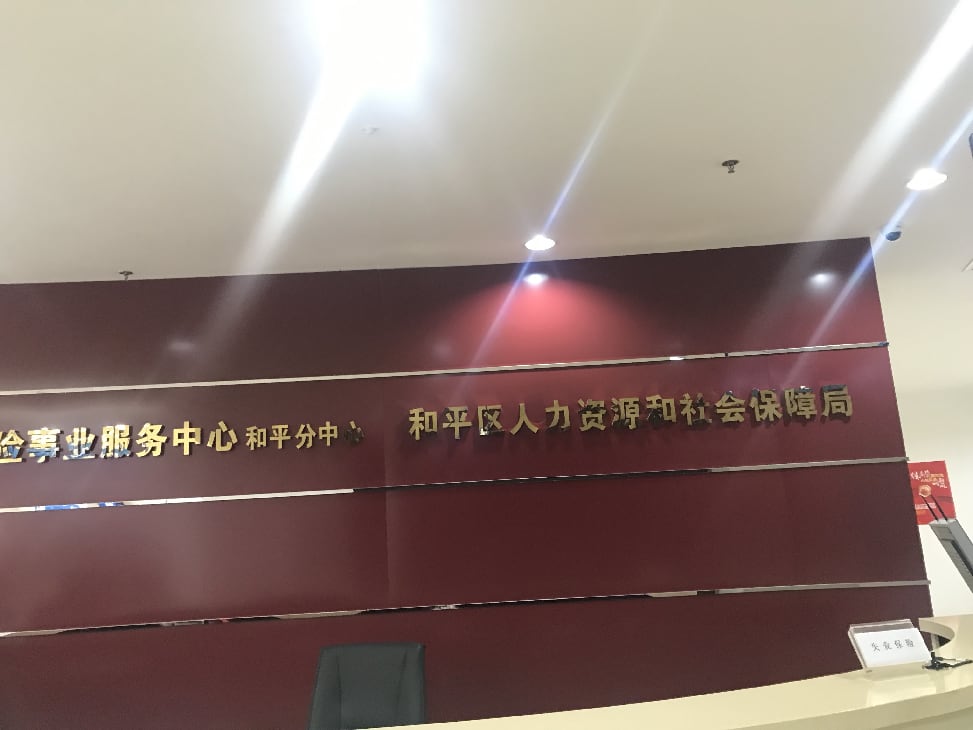 险事业服务中心 和平分中心
和平区人力资源和社会保障局
失业保险